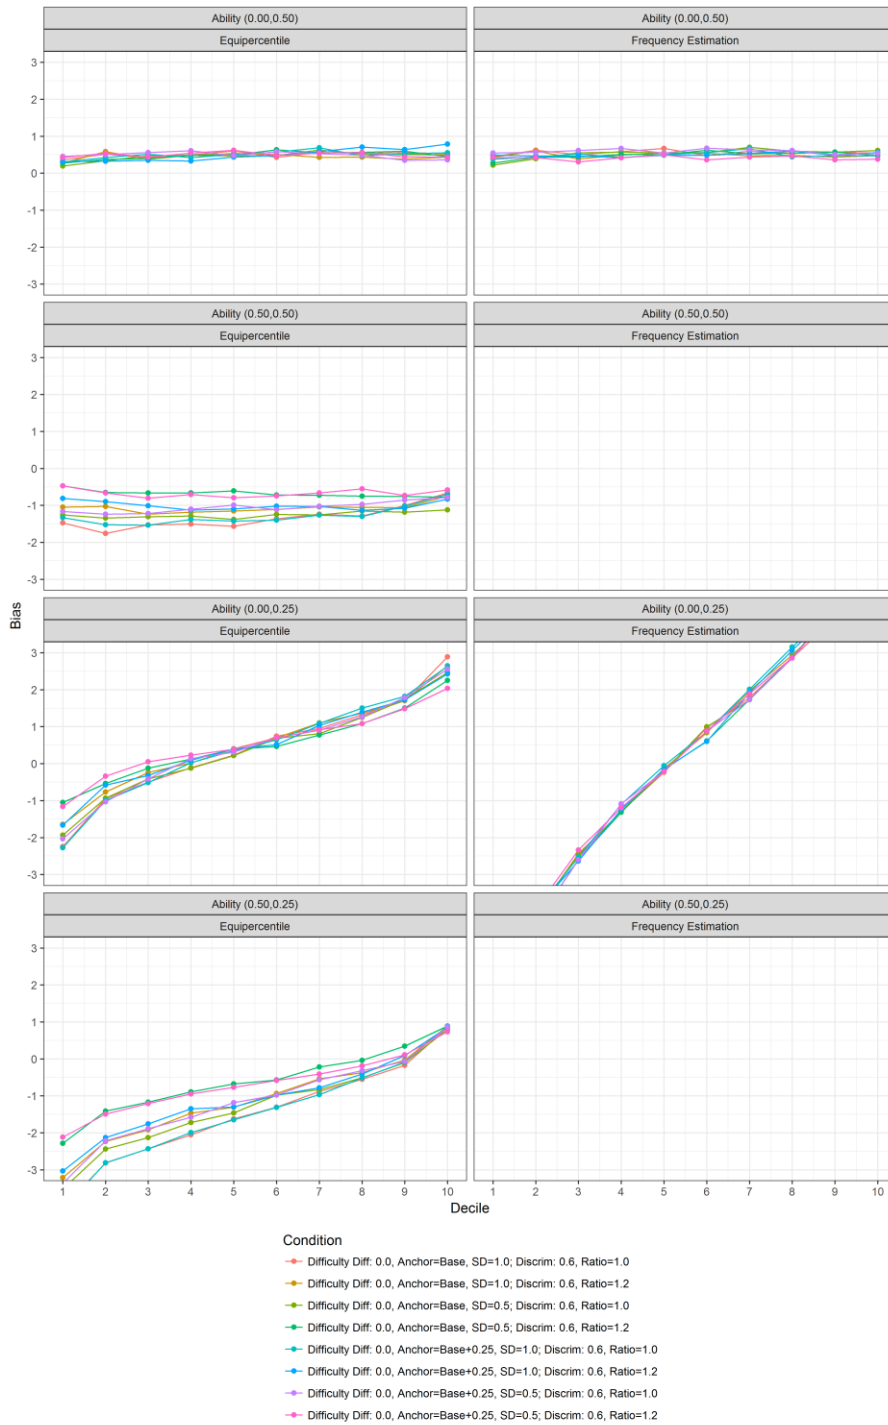 Ability (0.00,0.50)
Ability (0.00,0.50)
Equipercentile
Frequency Estimation
3
2
1
0
-1
-2
-3
Ability (0.50,0.50)
Ability (0.50,0.50)
Equipercentile
Frequency Estimation
3
2
1
0
-1
-2
-3
Bias
Ability (0.00,0.25)
Ability (0.00,0.25)
Equipercentile
Frequency Estimation
3
2
1
0
-1
-2
-3
Ability (0.50,0.25)
Ability (0.50,0.25)
Equipercentile
Frequency Estimation
3
2
1
0
-1
-2
-3
1 2 3 4 5 6 7 8 9 10 1 2 3 4 5 6 7 8 9 10
Decile
Condition
Difficulty Diff: 0.0, Anchor=Base, SD=1.0; Discrim: 0.6, Ratio=1.0
Difficulty Diff: 0.0, Anchor=Base, SD=1.0; Discrim: 0.6, Ratio=1.2
Difficulty Diff: 0.0, Anchor=Base, SD=0.5; Discrim: 0.6, Ratio=1.0
Difficulty Diff: 0.0, Anchor=Base, SD=0.5; Discrim: 0.6, Ratio=1.2
Difficulty Diff: 0.0, Anchor=Base+0.25, SD=1.0; Discrim: 0.6, Ratio=1.0
Difficulty Diff: 0.0, Anchor=Base+0.25, SD=1.0; Discrim: 0.6, Ratio=1.2
Difficulty Diff: 0.0, Anchor=Base+0.25, SD=0.5; Discrim: 0.6, Ratio=1.0
Difficulty Diff: 0.0, Anchor=Base+0.25, SD=0.5; Discrim: 0.6, Ratio=1.2